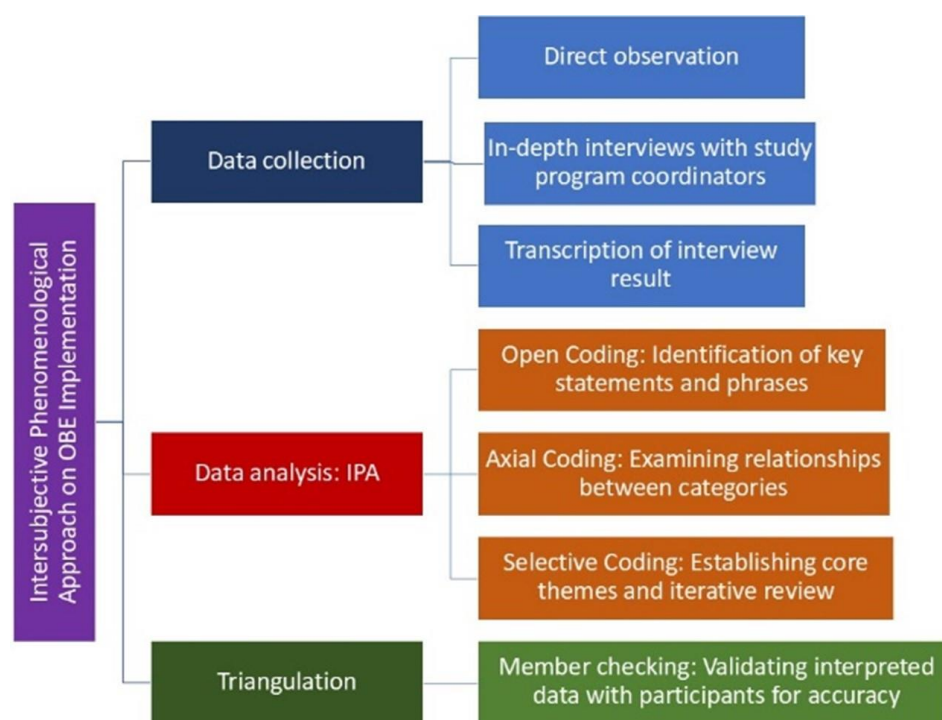 Intersubjective Phenomenological
Approach on OBE Implementation
Data collection
Direct observation
In-depth interviews with study
program coordinators
Transcription of interview
result
Data analysis: IPA
Open Coding: Identification of key
statements and phrases
Axial Coding: Examining relationships
between categories
Selective Coding: Establishing core
themes and iterative review
Triangulation
Member checking: Validating interpreted
data with participants for accuracy